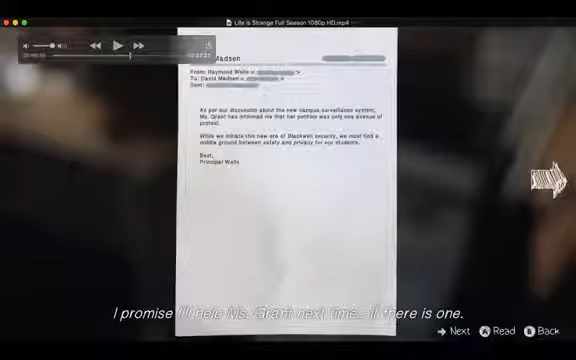 Life is Strange Full Season 1080p HD.mp4
Madsen
From: Raymond Wells <
To: David Madsen <
Sent:
As per our discussion about the new campus surveillance system,
Ms. Grant has informed me that her petition was only one avenue of
protest.
While we initiate this new era of Blackwell security, we must find a
middle ground between safety and privacy for our students.
Best,
Principal Wells
I promise I'll help Ms. Grant next time... if there is one.
Next A Read B Back